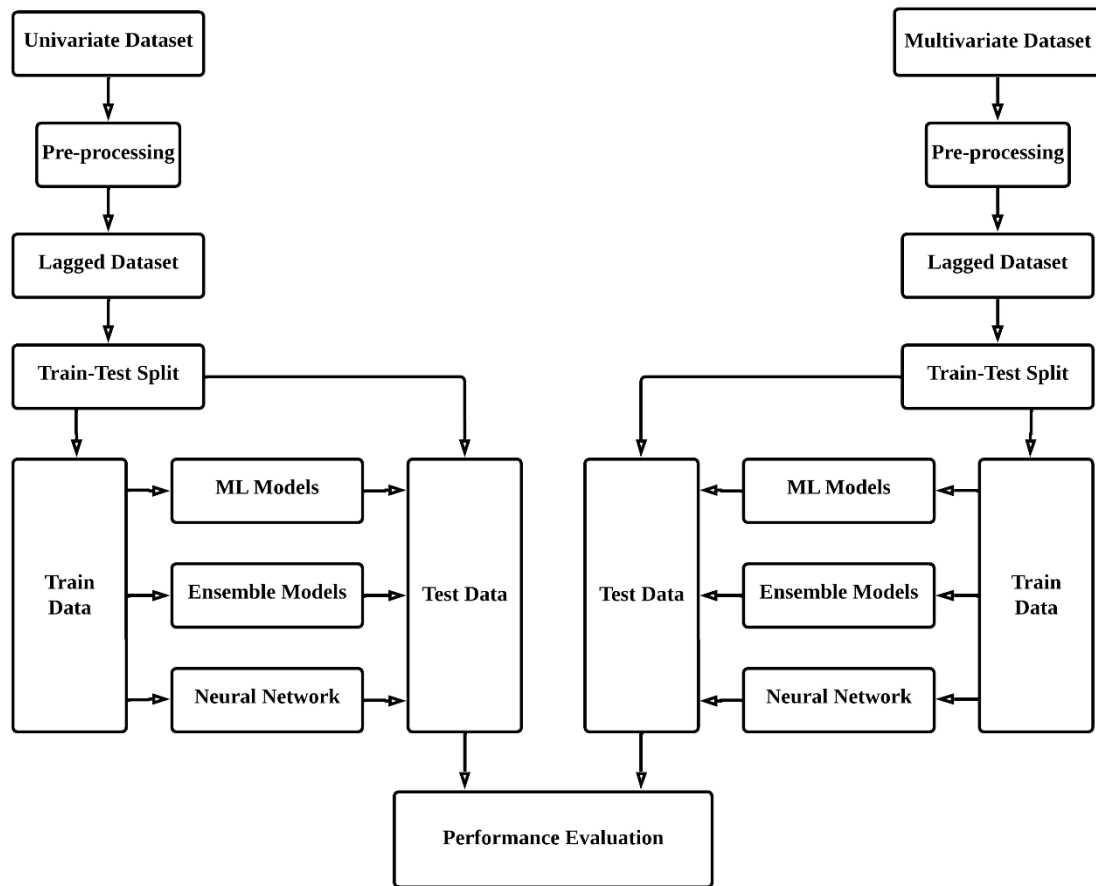 Univariate Dataset
Multivariate Dataset
Pre-processing
Pre-processing
Lagged Dataset
Lagged Dataset
Train-Test Split
Train-Test Split
Train
Data
ML Models
Ensemble Models
Neural Network
Test Data
Test Data
ML Models
Ensemble Models
Neural Network
Train
Data
Performance Evaluation